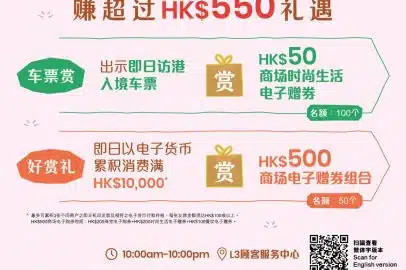 赚超过HK$550礼遇
车票赏
出示即日访港
入境车票
赏
HK$50
商场时尚生活
电子赠券
名额：100个
好赏礼
即日以电子货币
累积消费满
HK$10,000*
赏
HK$500
商场电子赠券组合
名额：50个
10:00am-10:00pm
L3顾客服务中心
扫描查看
繁体字版本
Scan for
English version